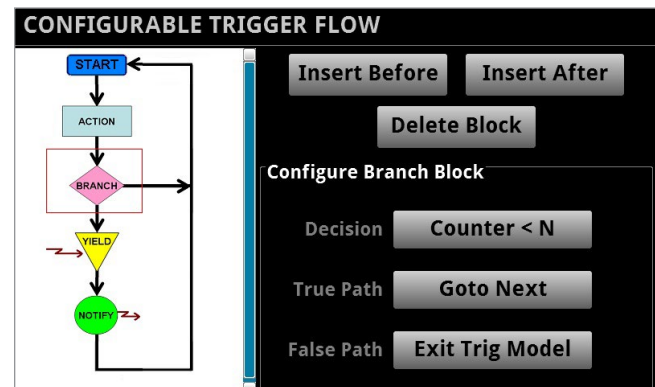 CONFIGURABLE TRIGGER FLOW
START
ACTION
BRANCH
YIELD
NOTIFY
Insert Before
Insert After
Delete Block
Configure Branch Block
Decision Counter < N
True Path Goto Next
False Path Exit Trig Model